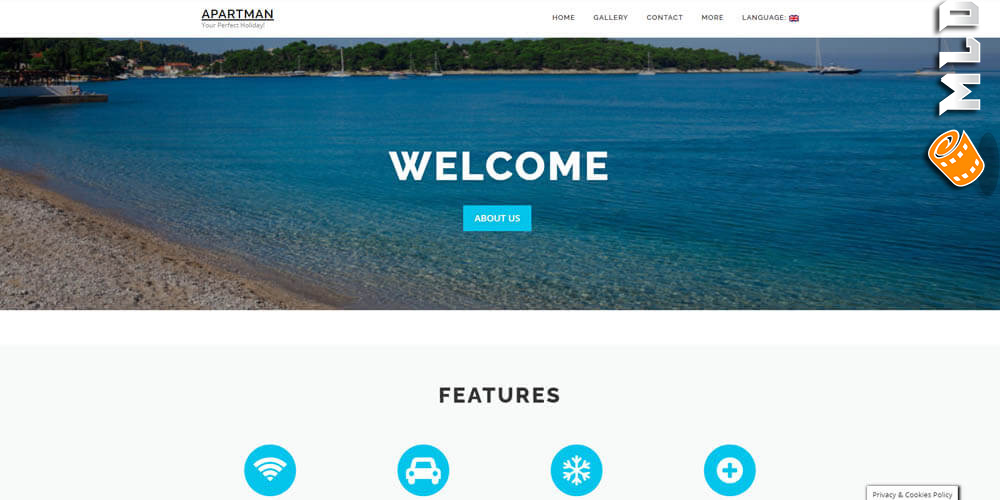 APARTMAN
Your Perfect Holiday!
HOME GALLERY CONTACT MORE LANGUAGE:
MLD
WELCOME
ABOUT US
FEATURES
Privacy & Cookies Policy